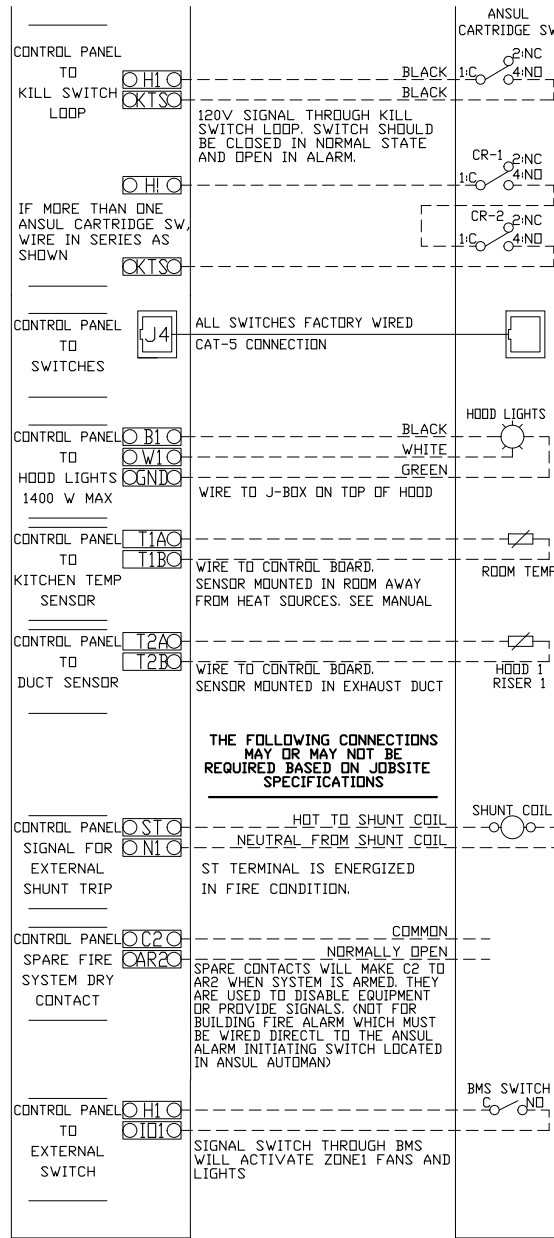 ANSUL
CARTRIDGE SW
CONTROL PANEL
TO
KILL SWITCH
LOOP
H1
KTS
BLACK
BLACK
1:C
2:NC
4:NO
120V SIGNAL THROUGH KILL
SWITCH LOOP. SWITCH SHOULD
BE CLOSED IN NORMAL STATE
AND OPEN IN ALARM.
H!
CR-1
1:C
2:NC
4:NO
IF MORE THAN ONE
ANSUL CARTRIDGE SW,
WIRE IN SERIES AS
SHOWN
CR-2
1:C
2:NC
4:NO
KTS
CONTROL PANEL
TO
SWITCHES
J4
ALL SWITCHES FACTORY WIRED
CAT-5 CONNECTION
CONTROL PANEL
TO
HOOD LIGHTS
1400 W MAX
B1
W1
GND
BLACK
WHITE
GREEN
WIRE TO J-BOX ON TOP OF HOOD
HOOD LIGHTS
CONTROL PANEL
TO
KITCHEN TEMP
SENSOR
T1A
T1B
WIRE TO CONTROL BOARD.
SENSOR MOUNTED IN ROOM AWAY
FROM HEAT SOURCES. SEE MANUAL
ROOM TEMP
CONTROL PANEL
TO
DUCT SENSOR
T2A
T2B
WIRE TO CONTROL BOARD.
SENSOR MOUNTED IN EXHAUST DUCT
HOOD 1
RISER 1
THE FOLLOWING CONNECTIONS
MAY OR MAY NOT BE
REQUIRED BASED ON JOBSITE
SPECIFICATIONS
CONTROL PANEL
SIGNAL FOR
EXTERNAL
SHUNT TRIP
ST
N1
HOT TO SHUNT COIL
NEUTRAL FROM SHUNT COIL
ST TERMINAL IS ENERGIZED
IN FIRE CONDITION.
SHUNT COIL
CONTROL PANEL
SPARE FIRE
SYSTEM DRY
CONTACT
C2
AR2
COMMON
NORMALLY OPEN
SPARE CONTACTS WILL MAKE C2 TO
AR2 WHEN SYSTEM IS ARMED. THEY
ARE USED TO DISABLE EQUIPMENT
OR PROVIDE SIGNALS. (NOT FOR
BUILDING FIRE ALARM WHICH MUST
BE WIRED DIRECTL TO THE ANSUL
ALARM INITIATING SWITCH LOCATED
IN ANSUL AUTOMAN)
CONTROL PANEL
TO
EXTERNAL
SWITCH
H1
IO1
SIGNAL SWITCH THROUGH BMS
WILL ACTIVATE ZONE1 FANS AND
LIGHTS
BMS SWITCH
C
NO